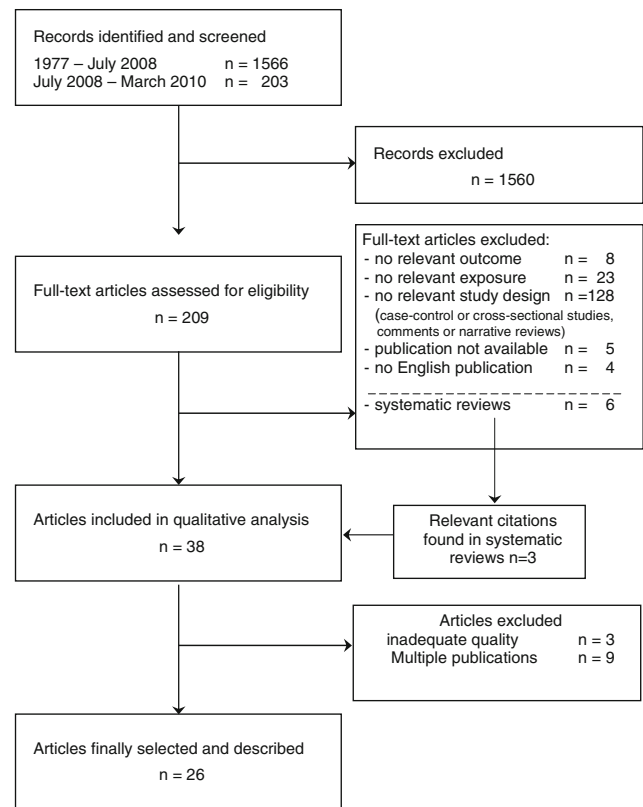 Records identified and screened
1977 – July 2008 n = 1566
July 2008 – March 2010 n = 203
Records excluded
n = 1560
Full-text articles assessed for eligibility
n = 209
Full-text articles excluded:
- no relevant outcome n = 8
- no relevant exposure n = 23
- no relevant study design n =128
(case-control or cross-sectional studies,
comments or narrative reviews)
- publication not available n = 5
- no English publication n = 4
- systematic reviews n = 6
Articles included in qualitative analysis
n = 38
Relevant citations
found in systematic
reviews n=3
Articles excluded
inadequate quality n = 3
Multiple publications n = 9
Articles finally selected and described
n = 26